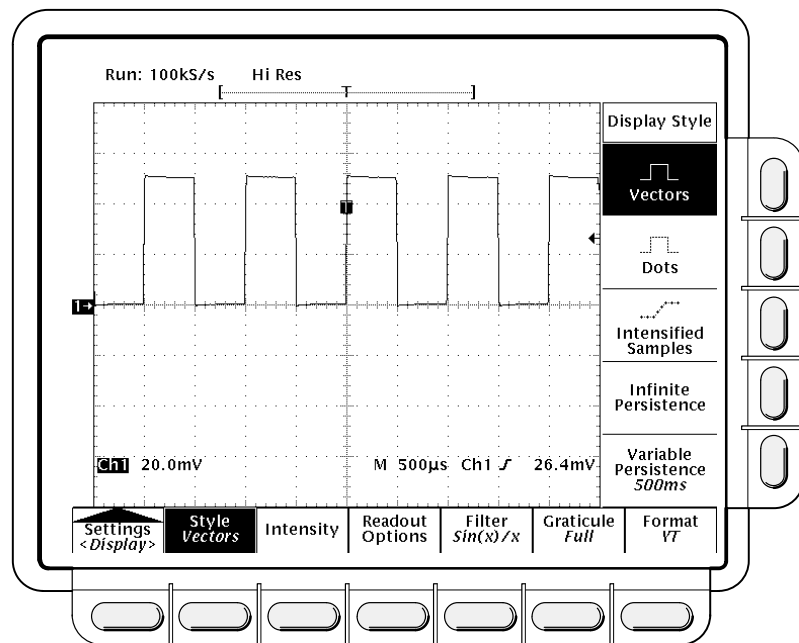 Run: 100kS/s Hi Res
T
Display Style
Vectors
Dots
Intensified
Samples
Infinite
Persistence
Variable
Persistence
500ms
T
1
Ch1 20.0mV M 500µs Ch1 26.4mV
Settings
<Display>
Style
Vectors
Intensity
Readout
Options
Filter
Sin(x)/x
Graticule
Full
Format
YT